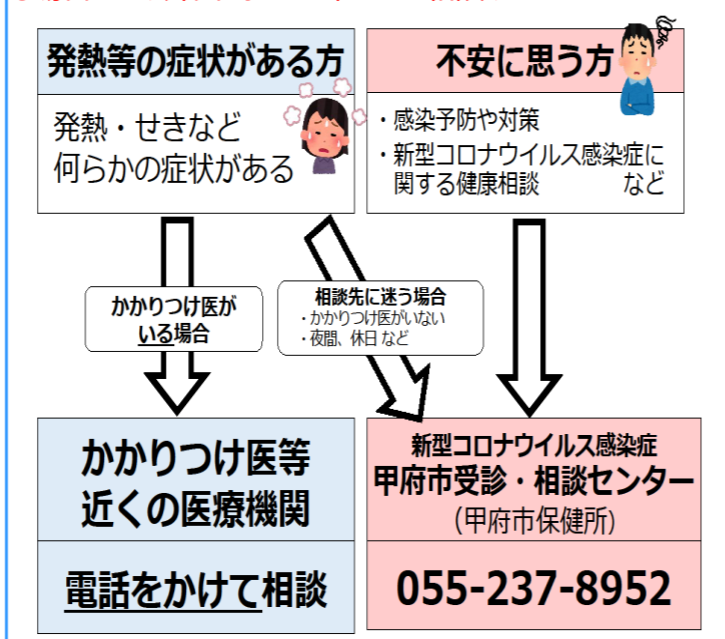 発熱等の症状がある方
発熱・せきなど
何らかの症状がある
不安に思う方
・感染予防や対策
・新型コロナウイルス感染症に
関する健康相談 など
かかりつけ医が
いる場合
相談先に迷う場合
・かかりつけ医がいない
・夜間、休日 など
かかりつけ医等
近くの医療機関
電話をかけて相談
新型コロナウイルス感染症
甲府市受診・相談センター
(甲府市保健所)
055-237-8952